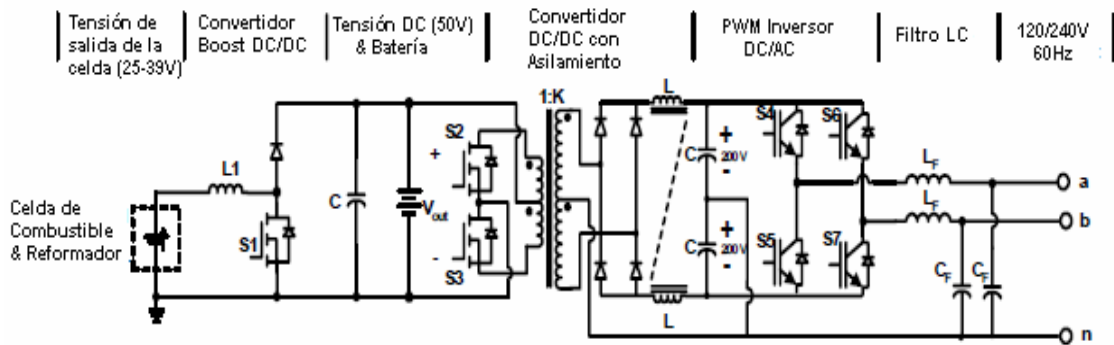 Tensión de
salida de la
celda (25-39V)
Convertidor
Boost DC/DC
Tensión DC (50V)
& Batería
Convertidor
DC/DC con
Asilamiento
PWM Inversor
DC/AC
Filtro LC
120/240V
60Hz
Celda de
Combustible
& Reformador
L1
S1
C
Vout
+
-
S2
S3
1:K
L
L
C
+
200V
-
C
+
200V
-
S4
S5
S6
S7
LF
LF
CF
CF
a
b
n